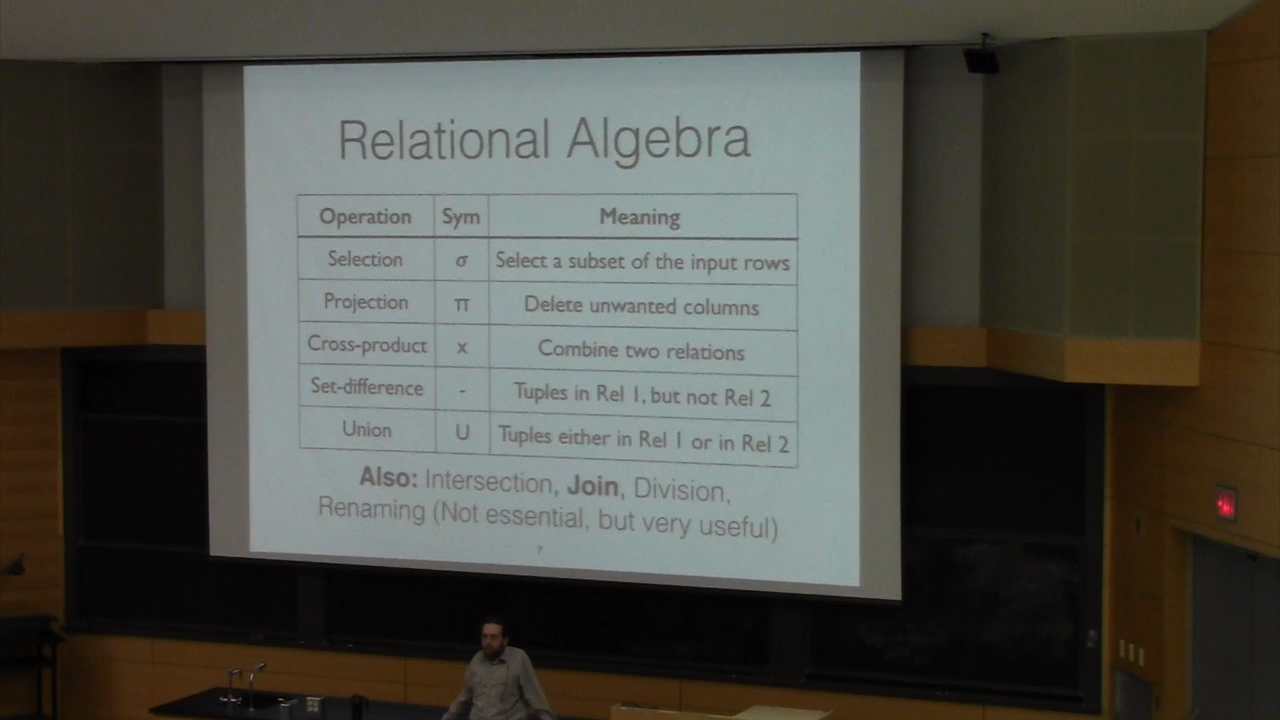 Relational Algebra
Operation Sym Meaning
Selection σ Select a subset of the input rows
Projection π Delete unwanted columns
Cross-product x Combine two relations
Set-difference - Tuples in Rel 1, but not Rel 2
Union U Tuples either in Rel 1 or in Rel 2
Also: Intersection, Join, Division,
Renaming (Not essential, but very useful)
7